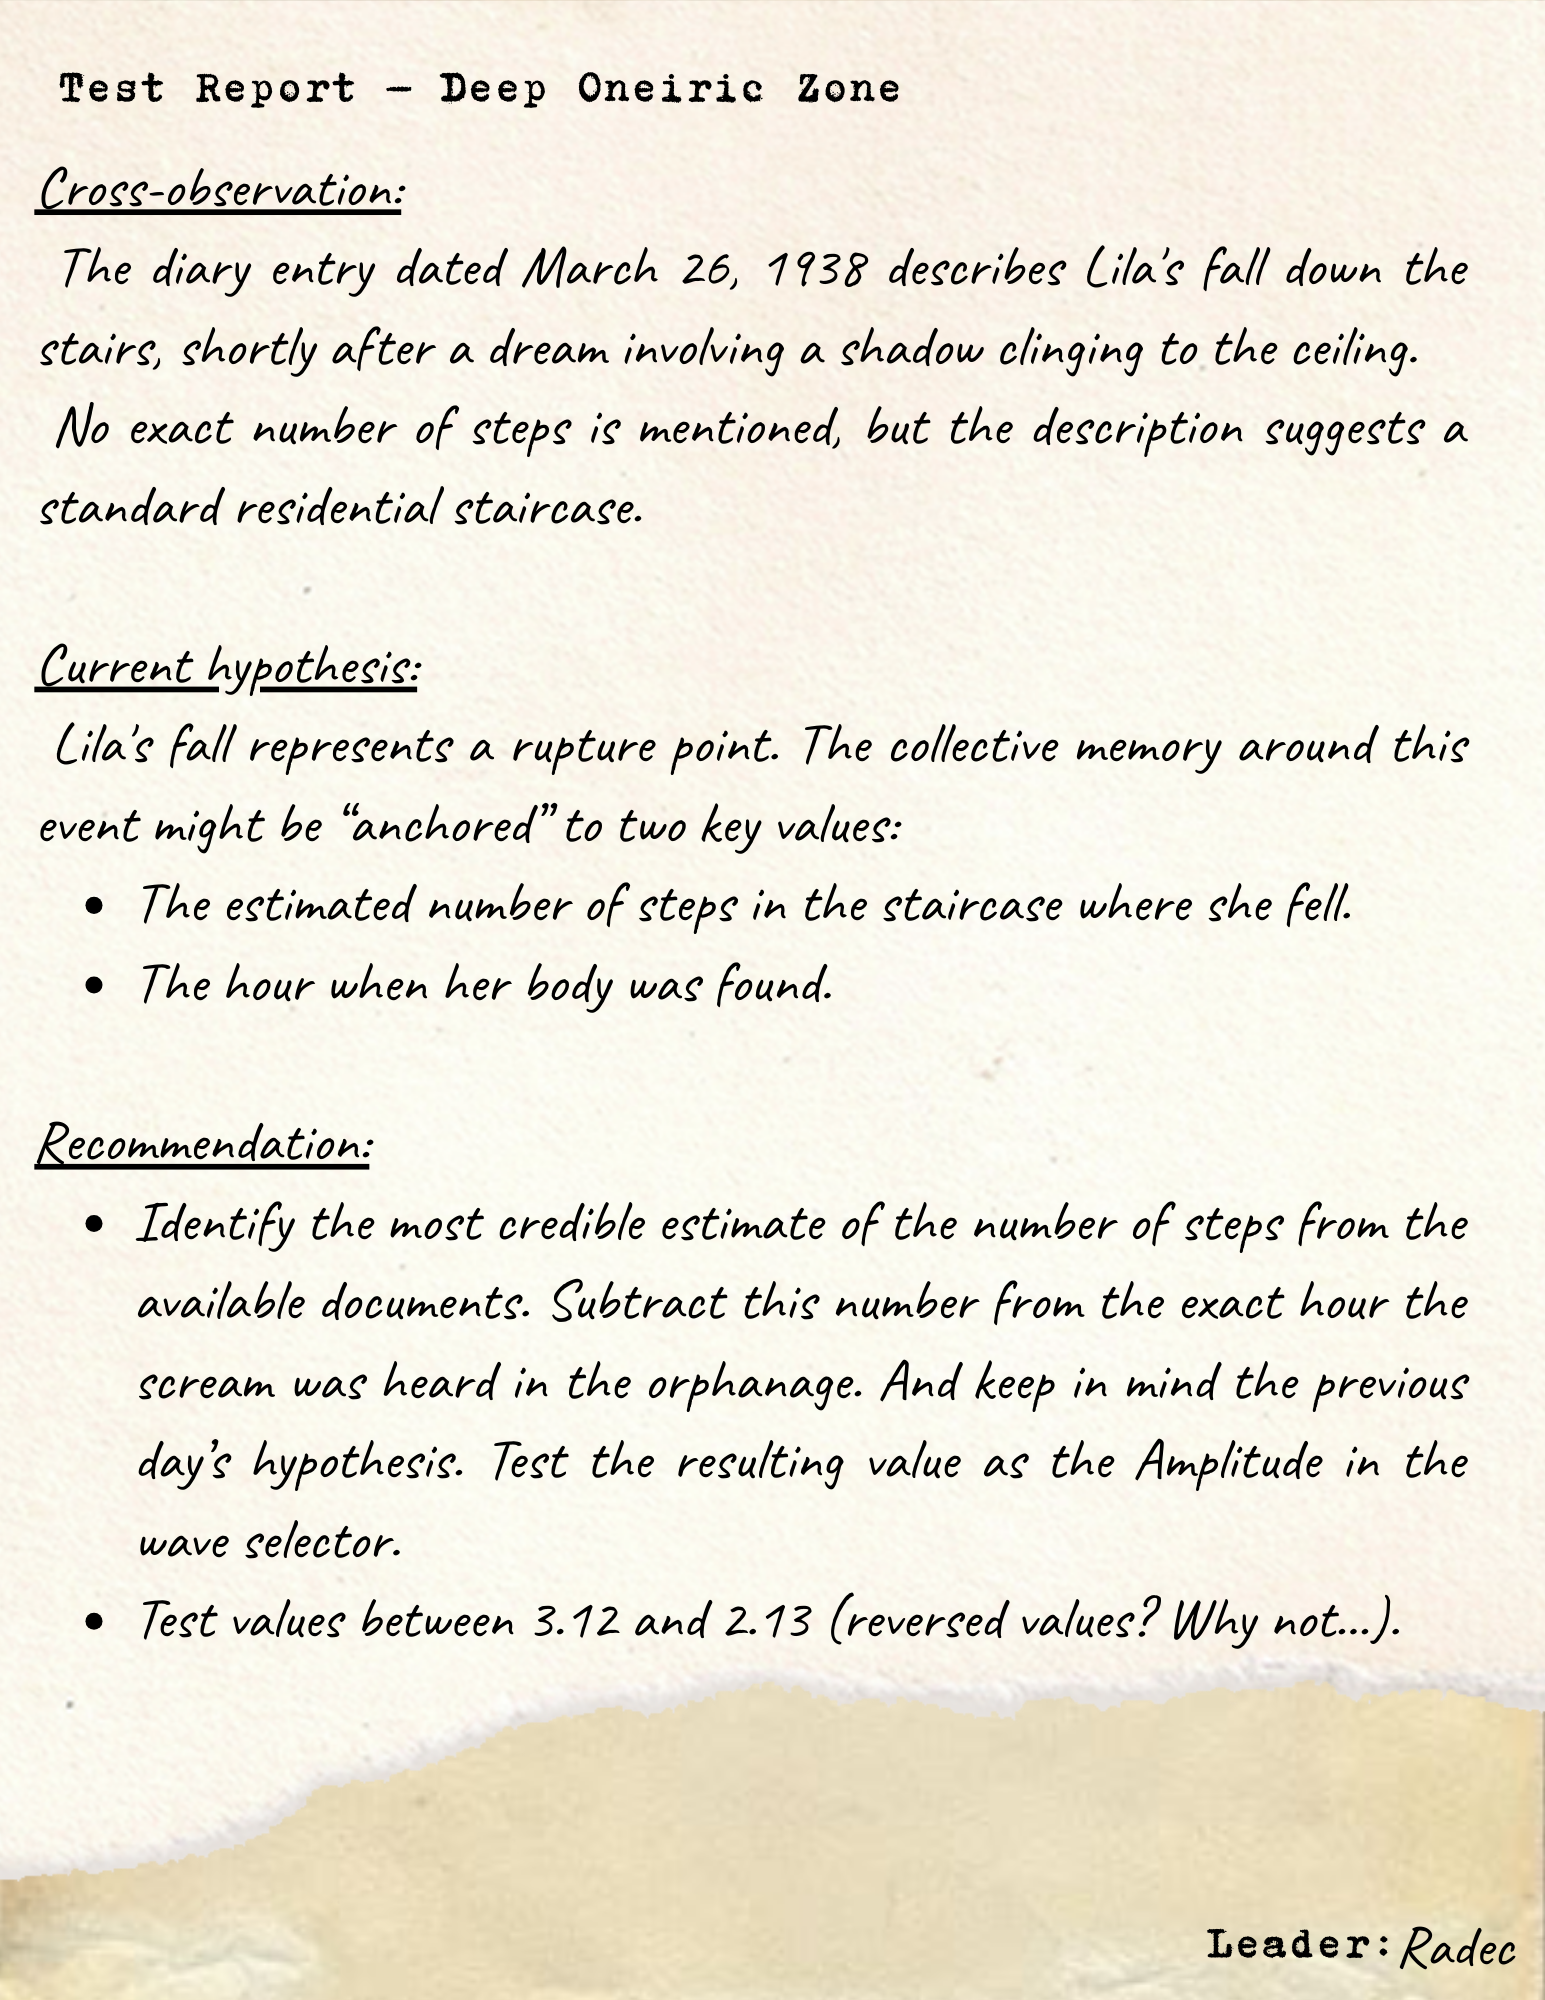 Test Report – Deep Oneiric Zone
Cross-observation:
The diary entry dated March 26, 1938 describes Lila's fall down the
stairs, shortly after a dream involving a shadow clinging to the ceiling.
No exact number of steps is mentioned, but the description suggests a
standard residential staircase.
Current hypothesis:
Lila's fall represents a rupture point. The collective memory around this
event might be “anchored” to two key values:
• The estimated number of steps in the staircase where she fell.
• The hour when her body was found.
Recommendation:
• Identify the most credible estimate of the number of steps from the
available documents. Subtract this number from the exact hour the
scream was heard in the orphanage. And keep in mind the previous
day’s hypothesis. Test the resulting value as the Amplitude in the
wave selector.
• Test values between 3.12 and 2.13 (reversed values? Why not...).
Leader: Radec